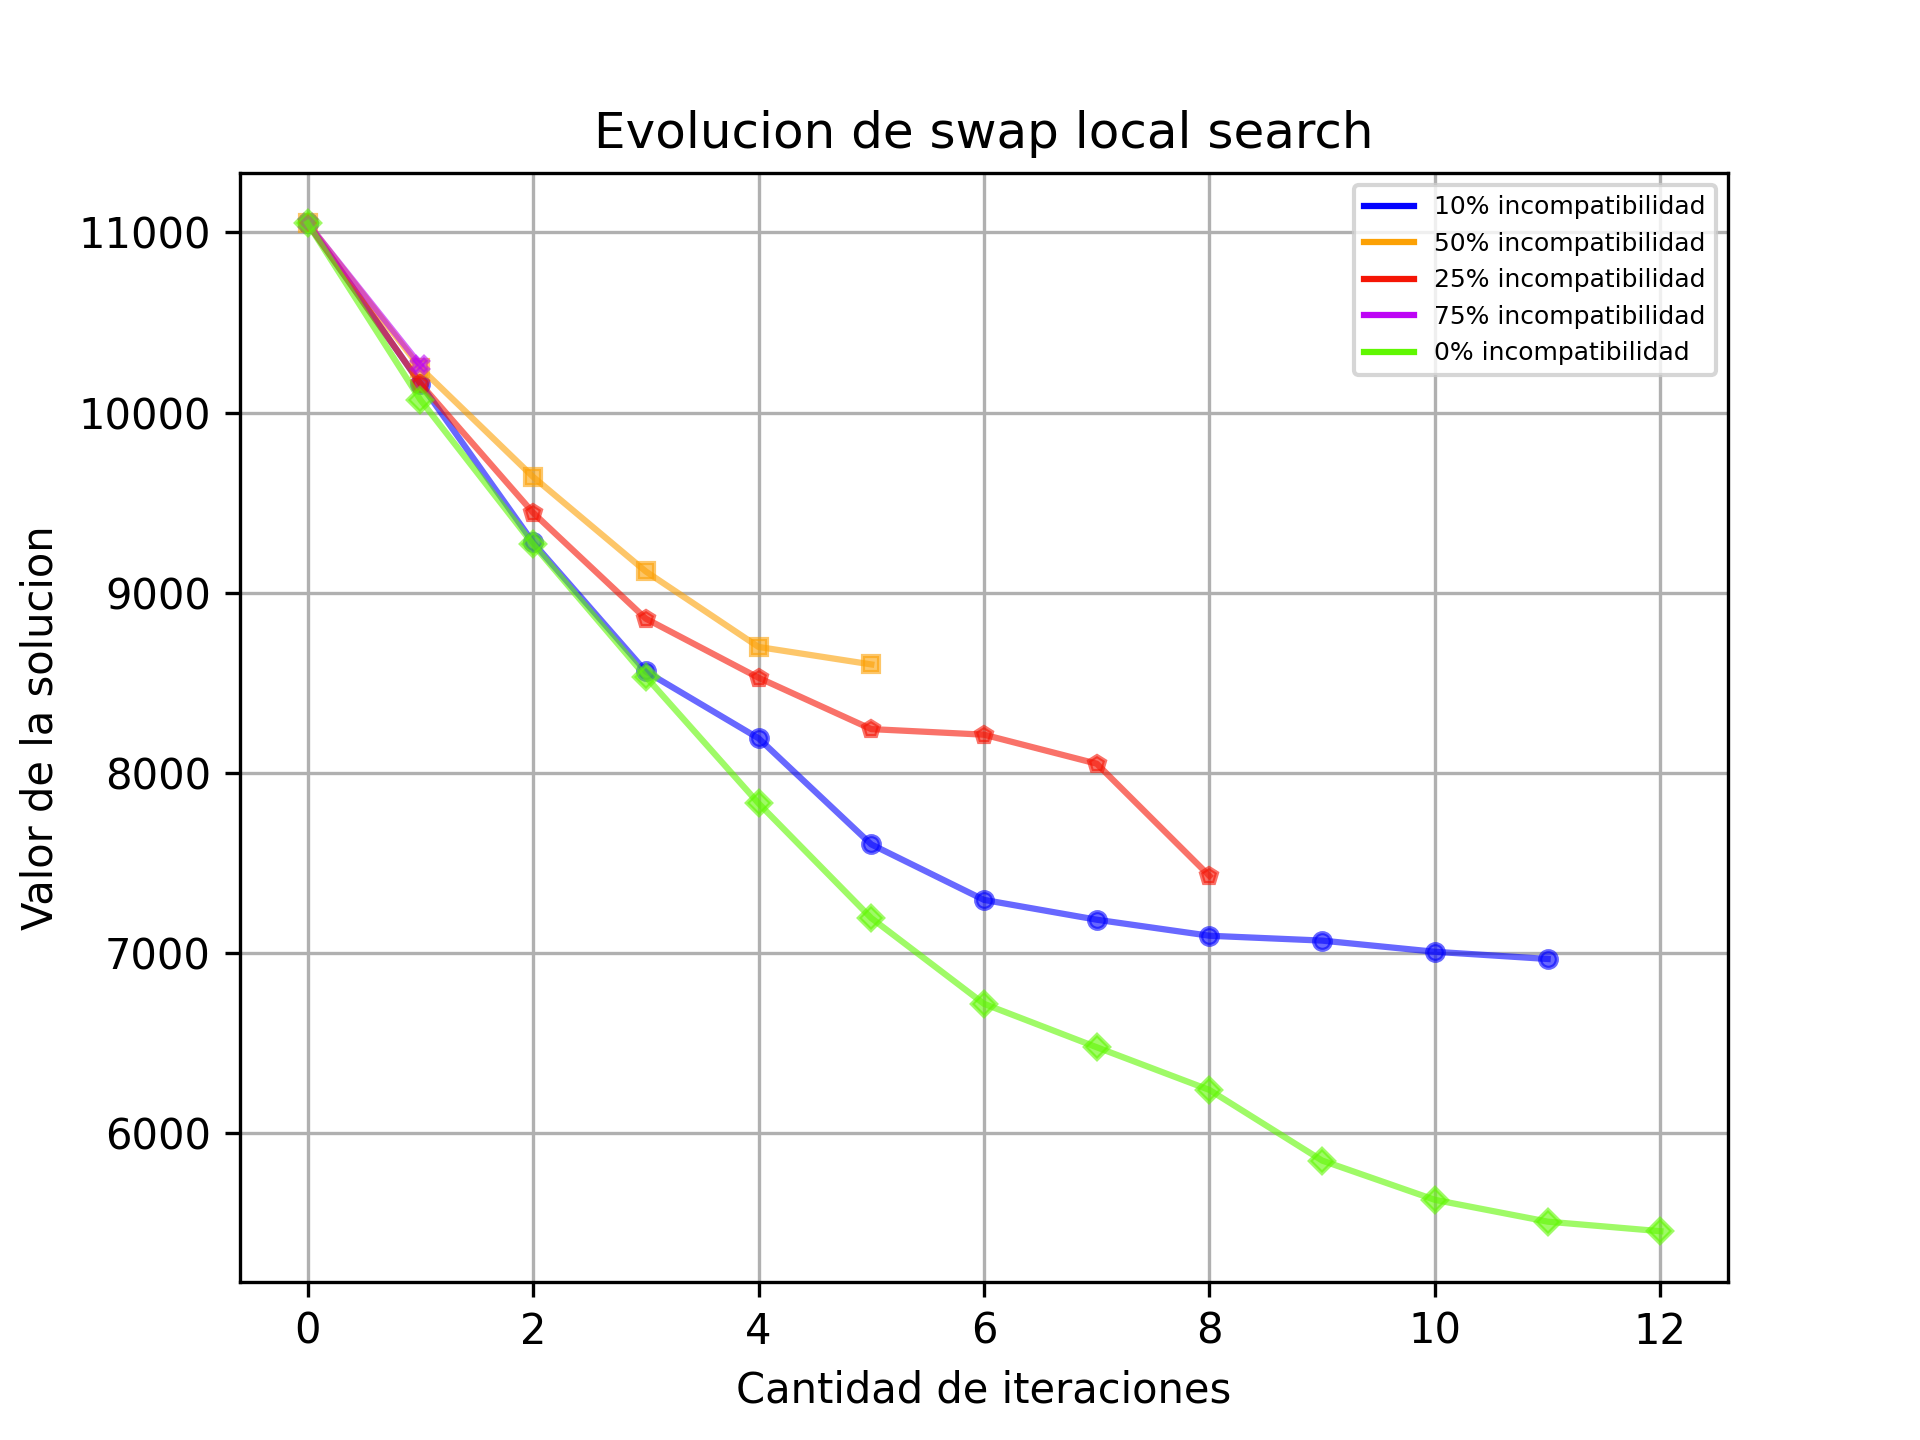 Evolucion de swap local search
10% incompatibilidad
50% incompatibilidad
25% incompatibilidad
75% incompatibilidad
0% incompatibilidad
Valor de la solucion
11000
10000
9000
8000
7000
6000
0 2 4 6 8 10 12
Cantidad de iteraciones